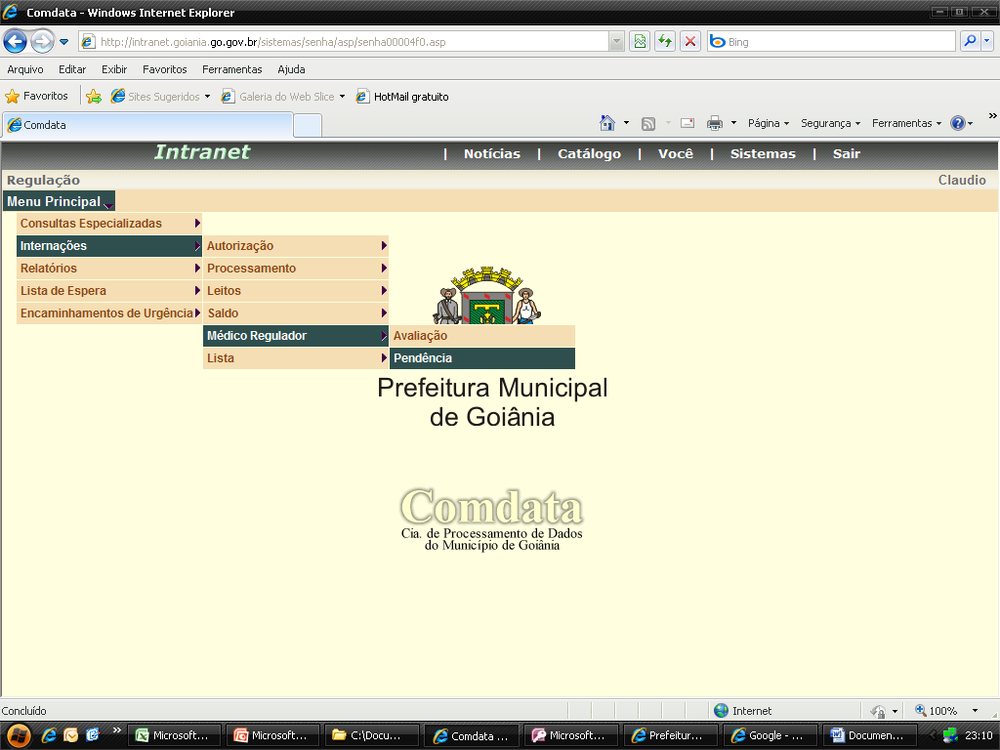 Comdata - Windows Internet Explorer
http://intranet.goiania.go.gov.br/sistemas/senha/asp/senha00004f0.asp
Bing
Arquivo Editar Exibir Favoritos Ferramentas Ajuda
Favoritos Sites Sugeridos Galeria do Web Slice HotMail gratuito
Comdata Página Segurança Ferramentas »
Intranet | Notícias | Catálogo | Você | Sistemas | Sair
Regulação Claudio
Menu Principal
Consultas Especializadas
Internações Autorização
Relatórios Processamento
Lista de Espera Leitos
Encaminhamentos de Urgência Saldo
Médico Regulador Avaliação
Lista Pendência
Prefeitura Municipal
de Goiânia
Comdata
Cia. de Processamento de Dados
do Município de Goiânia
Concluído Internet 100%
» Microsoft... Microsoft... C:\Docu... Comdata ... Microsoft... Prefeitur... Google - ... Documen... 23:10